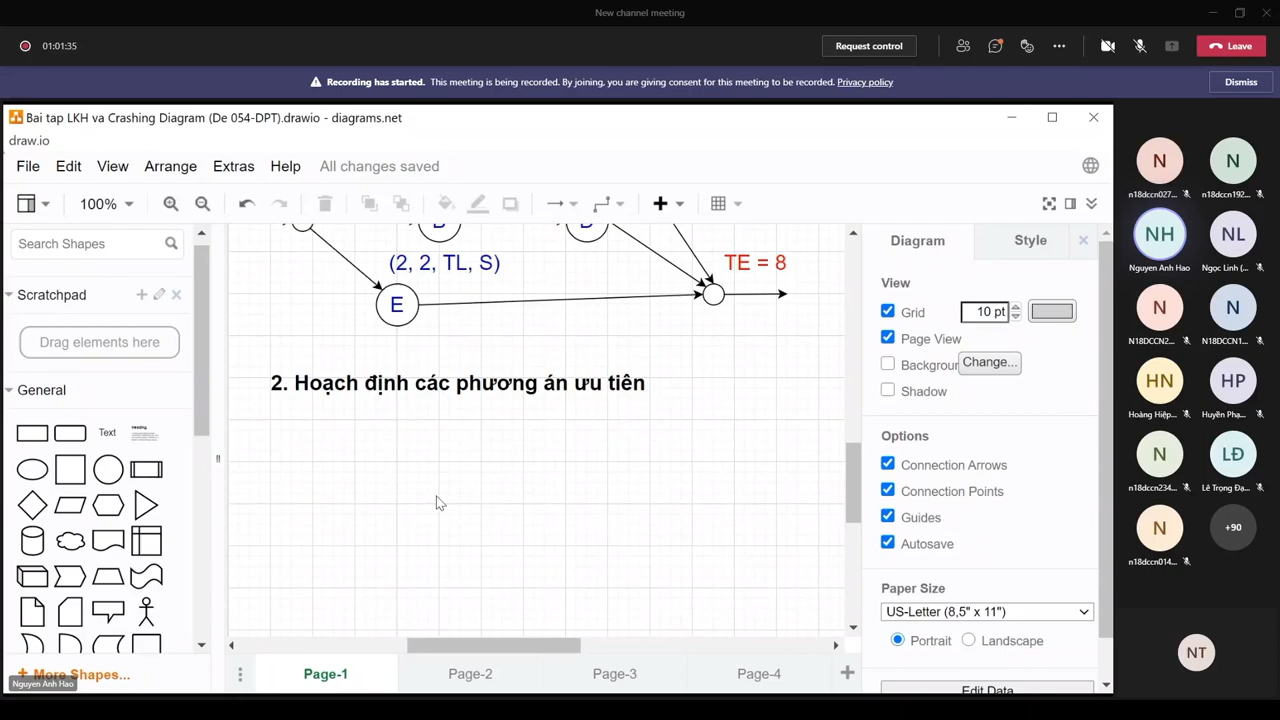 New channel meeting
01:01:35
Request control
Leave
Recording has started. This meeting is being recorded. By joining, you are giving consent for this meeting to be recorded. Privacy policy
Dismiss
Bai tap LKH va Crashing Diagram (De 054-DPT).drawio - diagrams.net
draw.io
File Edit View Arrange Extras Help All changes saved
100%
Search Shapes
Scratchpad
Drag elements here
General
Text
Heading
More Shapes...
Nguyen Anh Hao
(2, 2, TL, S)
TE = 8
E
2. Hoạch định các phương án ưu tiên
Page-1
Page-2
Page-3
Page-4
Diagram
Style
View
Grid
10 pt
Page View
Backgroun
Change...
Shadow
Options
Connection Arrows
Connection Points
Guides
Autosave
Paper Size
US-Letter (8,5" x 11")
Portrait
Landscape
Edit Data
N
n18dccn027...
N
n18dccn192...
NH
Nguyen Anh Hao
NL
Ngọc Linh (...
N
N18DCCN2...
N
N18DCCN1...
HN
Hoàng Hiệp...
HP
Huyền Phạ...
N
n18dccn234...
LĐ
Lê Trọng Đạ...
N
n18dccn014...
+90
NT